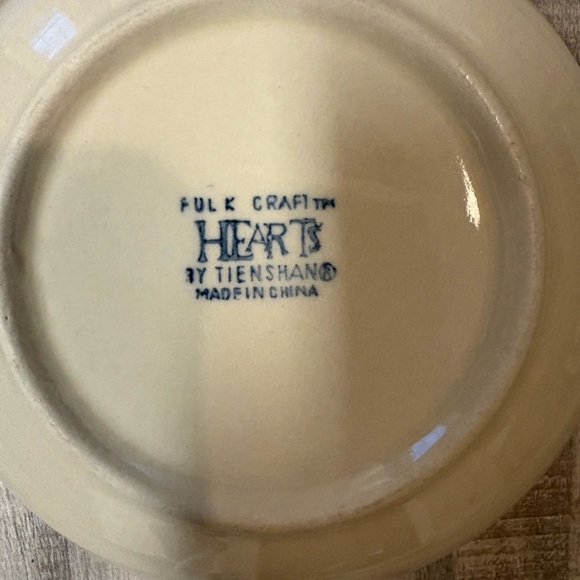 FOLK CRAFT™
HEARTS
BY TIENSHAN®
MADE IN CHINA